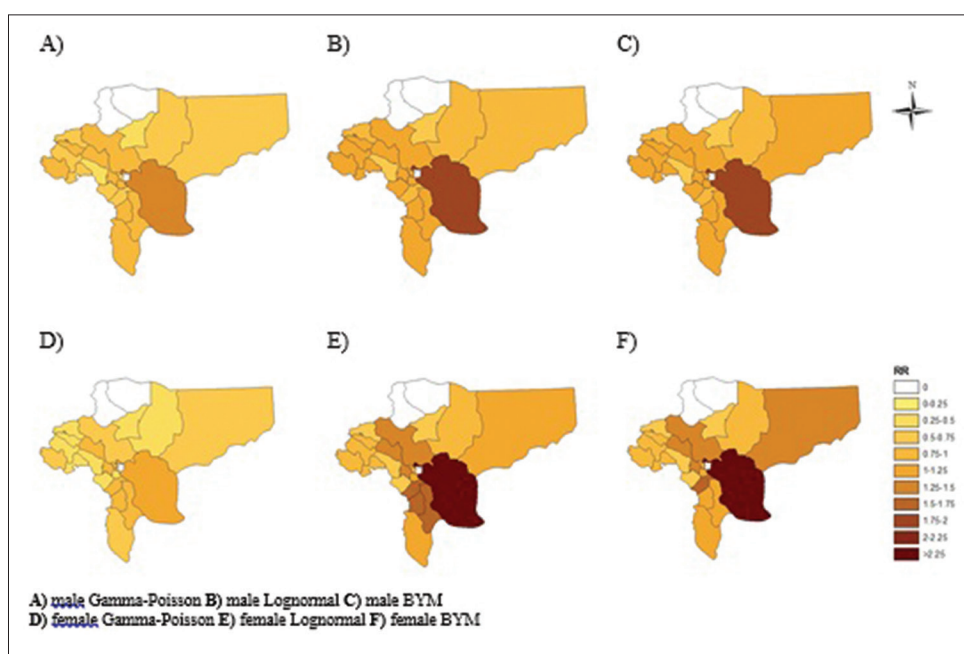 A)
B)
C)
N
D)
E)
F)
RR
0
0-0.25
0.25-0.5
0.5-0.75
0.75-1
1-1.25
1.25-1.5
1.5-1.75
1.75-2
2-2.25
>2.25
A) male Gamma-Poisson B) male Lognormal C) male BYM
D) female Gamma-Poisson E) female Lognormal F) female BYM